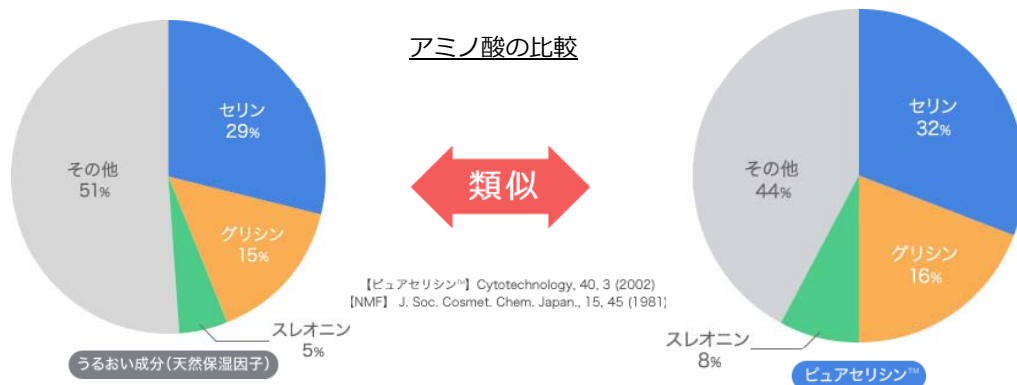 アミノ酸の比較
セリン
29%
その他
51%
グリシン
15%
スレオニン
5%
うるおい成分(天然保湿因子)
類似
【ピュアセリシン™】Cytotechnology, 40, 3 (2002)
【NMF】 J. Soc. Cosmet. Chem. Japan., 15, 45 (1981)
セリン
32%
その他
44%
グリシン
16%
スレオニン
8%
ピュアセリシン™